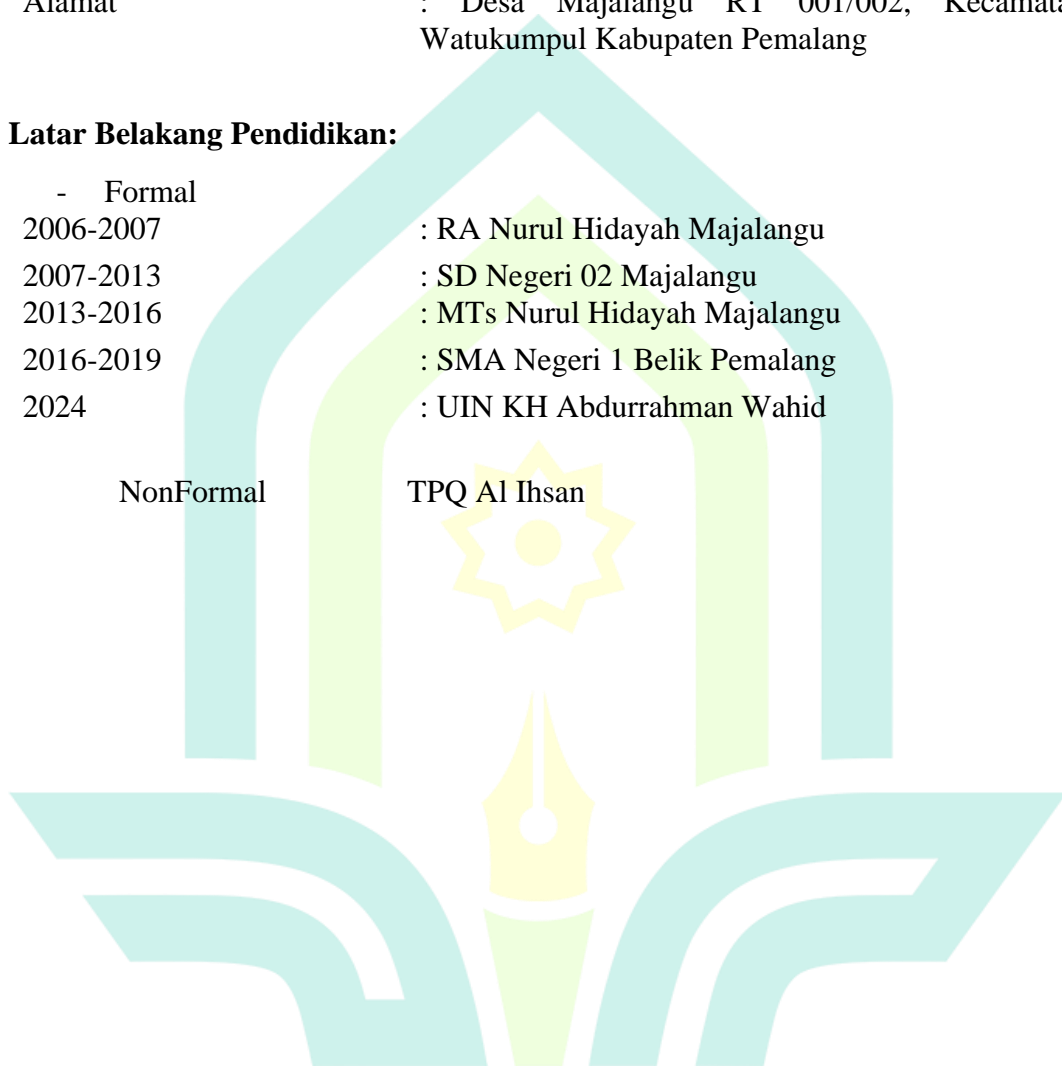 Alamat : Desa Majalangu RT 001/002, Kecamata
Watukumpul Kabupaten Pemalang
Latar Belakang Pendidikan:
- Formal
2006-2007 : RA Nurul Hidayah Majalangu
2007-2013 : SD Negeri 02 Majalangu
2013-2016 : MTs Nurul Hidayah Majalangu
2016-2019 : SMA Negeri 1 Belik Pemalang
2024 : UIN KH Abdurrahman Wahid
NonFormal TPQ Al Ihsan